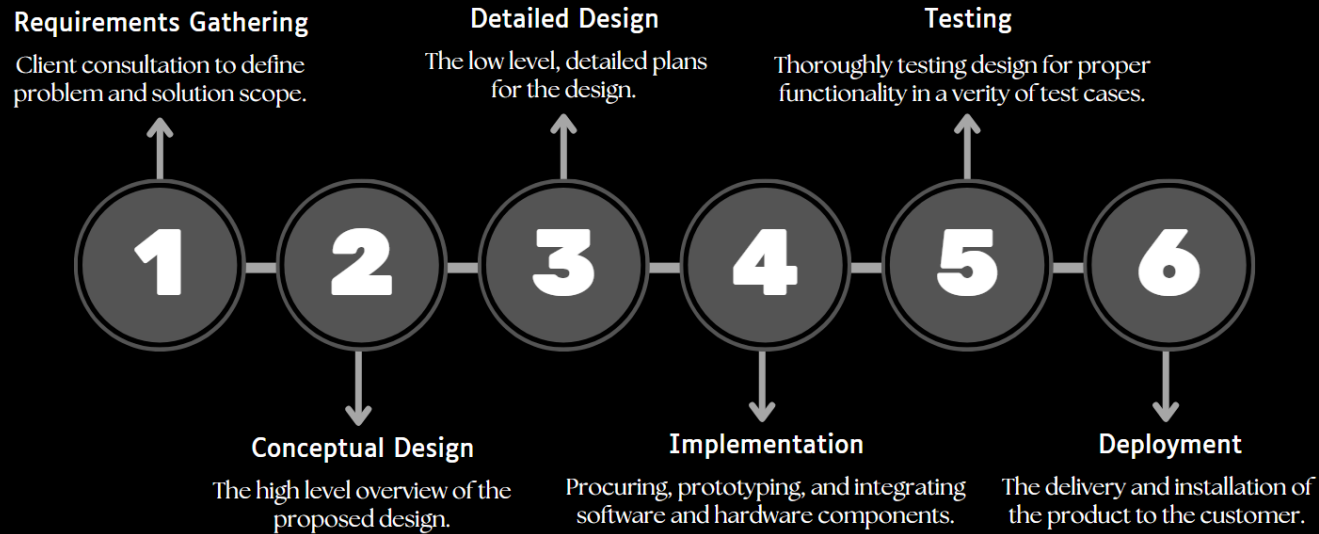 Requirements Gathering
Client consultation to define
problem and solution scope.
Detailed Design
The low level, detailed plans
for the design.
Testing
Thoroughly testing design for proper
functionality in a verity of test cases.
1
2
3
4
5
6
Conceptual Design
The high level overview of the
proposed design.
Implementation
Procuring, prototyping, and integrating
software and hardware components.
Deployment
The delivery and installation of
the product to the customer.